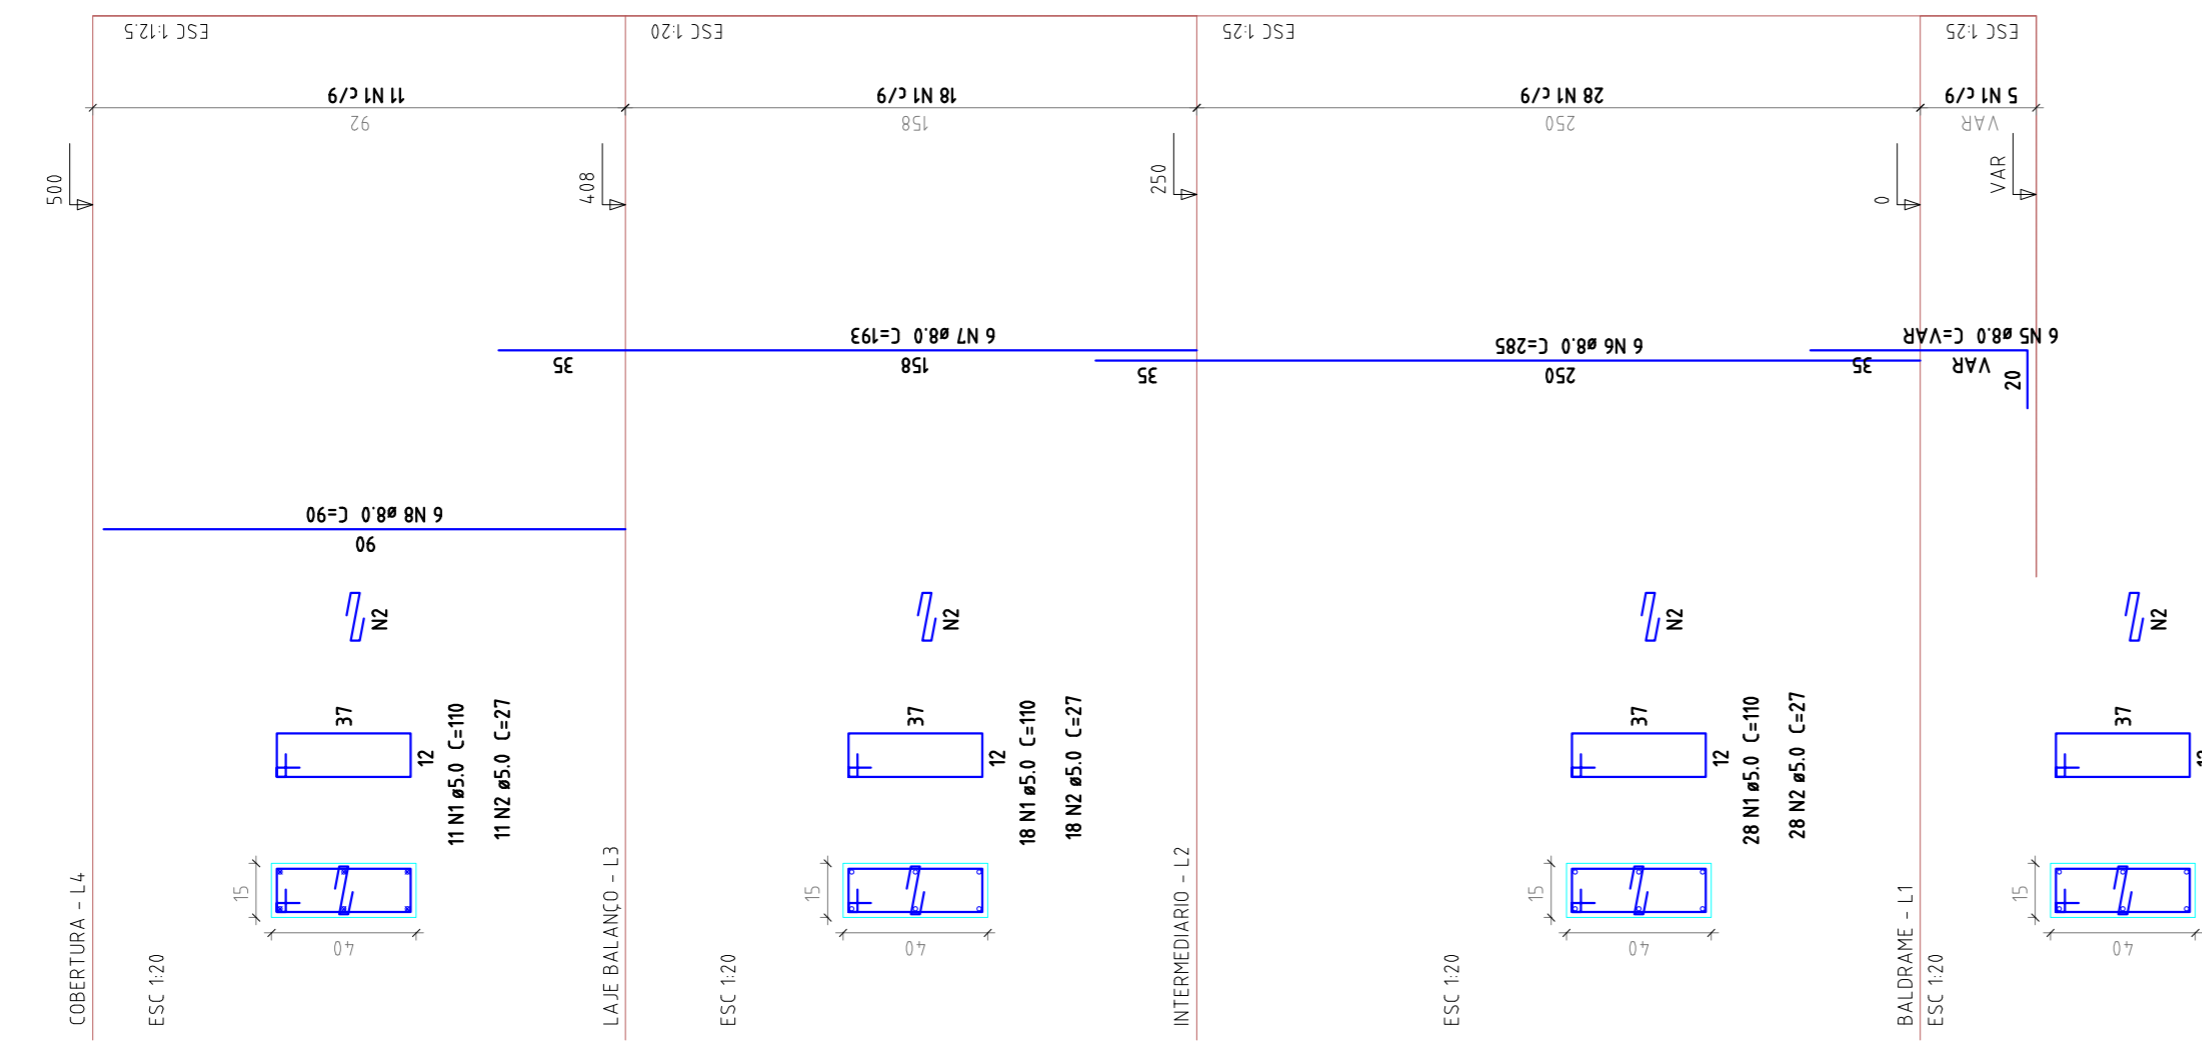 ESC 1:12.5
ESC 1:20
ESC 1:25
ESC 1:25
11 N1 c/9
18 N1 c/9
28 N1 c/9
5 N1 c/9
92
158
250
VAR
500
408
250
0
VAR
6 N7 ø8.0 C=193
35
158
6 N6 ø8.0 C=285
35
250
6 N5 ø8.0 C=VAR
35
VAR
20
6 N8 ø8.0 C=90
90
N2
N2
N2
N2
37
12
11 N1 ø5.0 C=110
11 N2 ø5.0 C=27
37
12
18 N1 ø5.0 C=110
18 N2 ø5.0 C=27
37
12
28 N1 ø5.0 C=110
28 N2 ø5.0 C=27
37
15
40
15
40
15
40
15
40
COBERTURA - L4
ESC 1:20
LAJE BALANÇO - L3
ESC 1:20
INTERMEDIARIO - L2
ESC 1:20
BALDRAME - L1
ESC 1:20